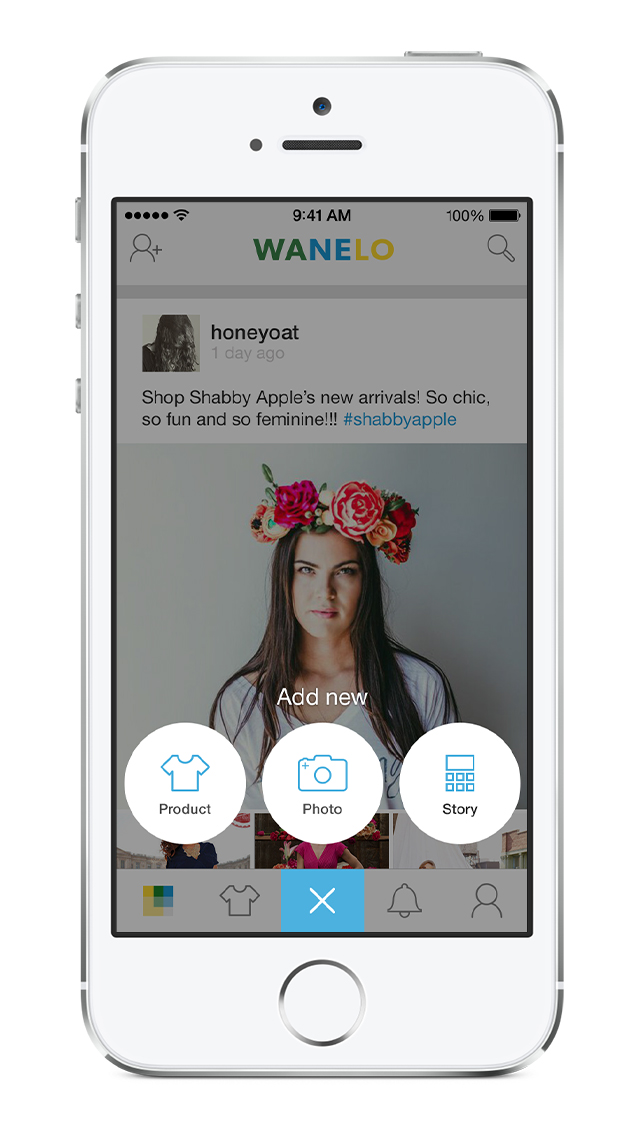 9:41 AM
100%
WANELO
honeyoat
1 day ago
Shop Shabby Apple’s new arrivals! So chic,
so fun and so feminine!!! #shabbyapple
Add new
Product
Photo
Story